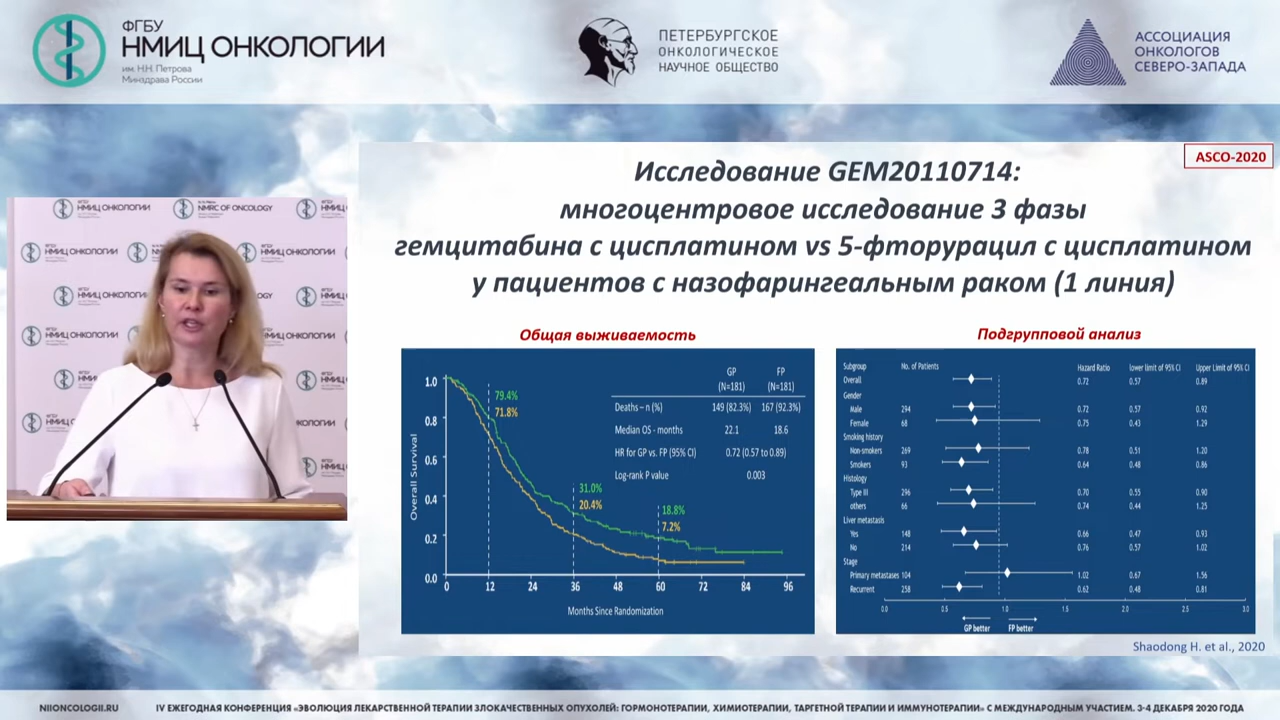 ФГБУ
НМИЦ ОНКОЛОГИИ
им. Н.Н. Петрова
Минздрава России
ПЕТЕРБУРГСКОЕ
ОНКОЛОГИЧЕСКОЕ
НАУЧНОЕ ОБЩЕСТВО
АССОЦИАЦИЯ
ОНКОЛОГОВ
СЕВЕРО-ЗАПАДА
ASCO-2020
Исследование GEM20110714:
многоцентровое исследование 3 фазы
гемцитабина с цисплатином vs 5-фторурацил с цисплатином
у пациентов с назофарингеальным раком (1 линия)
НМИЦ ОНКОЛОГИИ
NMRC OF ONCOLOGY
Общая выживаемость
GP FP
(N=181) (N=181)
Deaths – n (%) 149 (82.3%) 167 (92.3%)
Median OS - months 22.1 18.6
HR for GP vs. FP (95% CI) 0.72 (0.57 to 0.89)
Log-rank P value 0.003
Overall Survival
1.0
0.8
0.6
0.4
0.2
0.0
79.4%
71.8%
31.0%
20.4%
18.8%
7.2%
0 12 24 36 48 60 72 84 96
Months Since Randomization
Подгрупповой анализ
Subgroup No. of Patients Hazard Ratio lower limit of 95% CI Upper Limit of 95% CI
Overall 0.72 0.57 0.89
Gender
Male 294 0.72 0.57 0.92
Female 68 0.75 0.43 1.29
Smoking history
Non-smokers 269 0.78 0.51 1.20
Smokers 93 0.64 0.48 0.86
Histology
Type III 296 0.70 0.55 0.90
others 66 0.74 0.44 1.25
Liver metastasis
Yes 148 0.66 0.47 0.93
No 214 0.76 0.57 1.02
Stage
Primary metastases 104 1.02 0.67 1.56
Recurrent 258 0.62 0.48 0.81
0.0 0.5 1.0 1.5 2.0 2.5 3.0
GP better FP better
Shaodong H. et al., 2020
NIIONCOLOGII.RU
IV ЕЖЕГОДНАЯ КОНФЕРЕНЦИЯ «ЭВОЛЮЦИЯ ЛЕКАРСТВЕННОЙ ТЕРАПИИ ЗЛОКАЧЕСТВЕННЫХ ОПУХОЛЕЙ: ГОРМОНОТЕРАПИИ, ХИМИОТЕРАПИИ, ТАРГЕТНОЙ ТЕРАПИИ И ИММУНОТЕРАПИИ» С МЕЖДУНАРОДНЫМ УЧАСТИЕМ. 3-4 ДЕКАБРЯ 2020 ГОДА